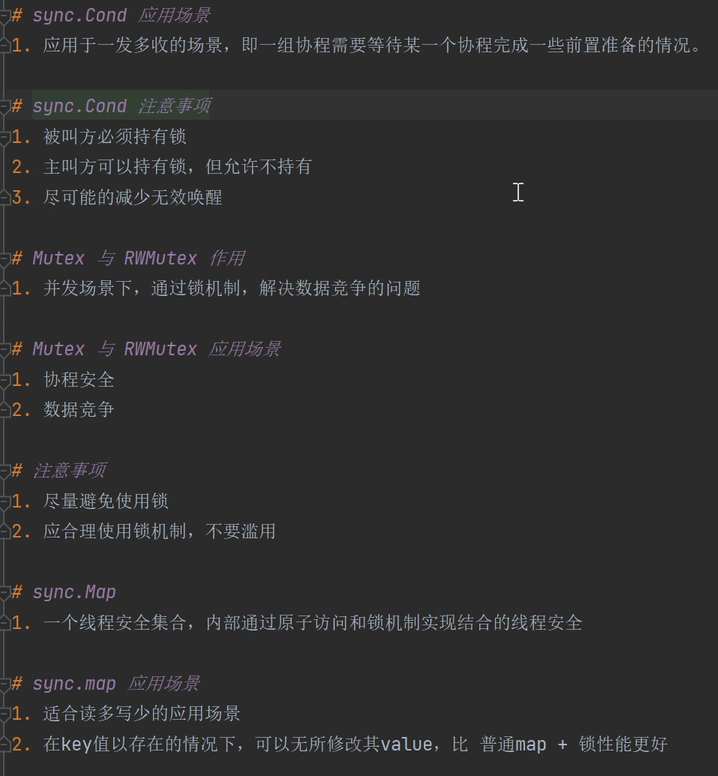 # sync.Cond 应用场景
1. 应用于一发多收的场景，即一组协程需要等待某一个协程完成一些前置准备的情况。
# sync.Cond 注意事项
1. 被叫方必须持有锁
2. 主叫方可以持有锁，但允许不持有
3. 尽可能的减少无效唤醒
# Mutex 与 RWMutex 作用
1. 并发场景下，通过锁机制，解决数据竞争的问题
# Mutex 与 RWMutex 应用场景
1. 协程安全
2. 数据竞争
# 注意事项
1. 尽量避免使用锁
2. 应合理使用锁机制，不要滥用
# sync.Map
1. 一个线程安全集合，内部通过原子访问和锁机制实现结合的线程安全
# sync.map 应用场景
1. 适合读多写少的应用场景
2. 在key值以存在的情况下，可以无所修改其value，比 普通map + 锁性能更好